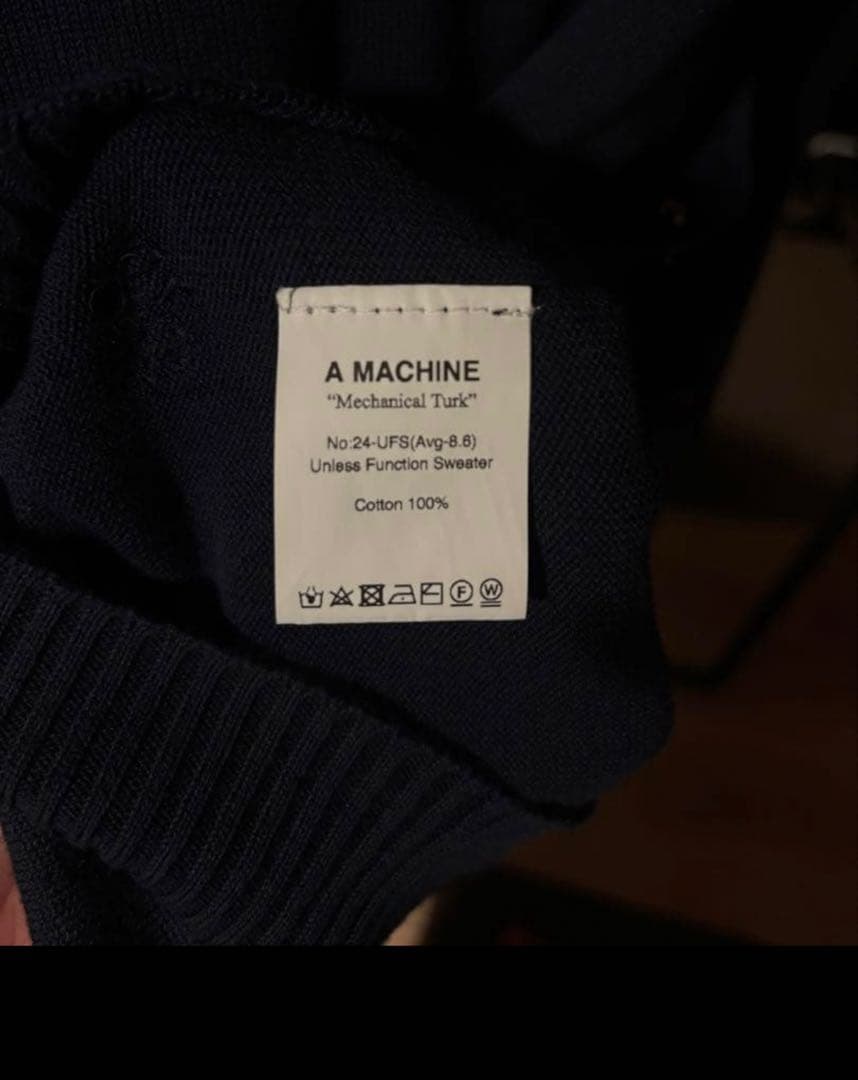 A MACHINE
“Mechanical Turk”
No:24-UFS(Avg-8.6)
Unless Function Sweater
Cotton 100%
F W